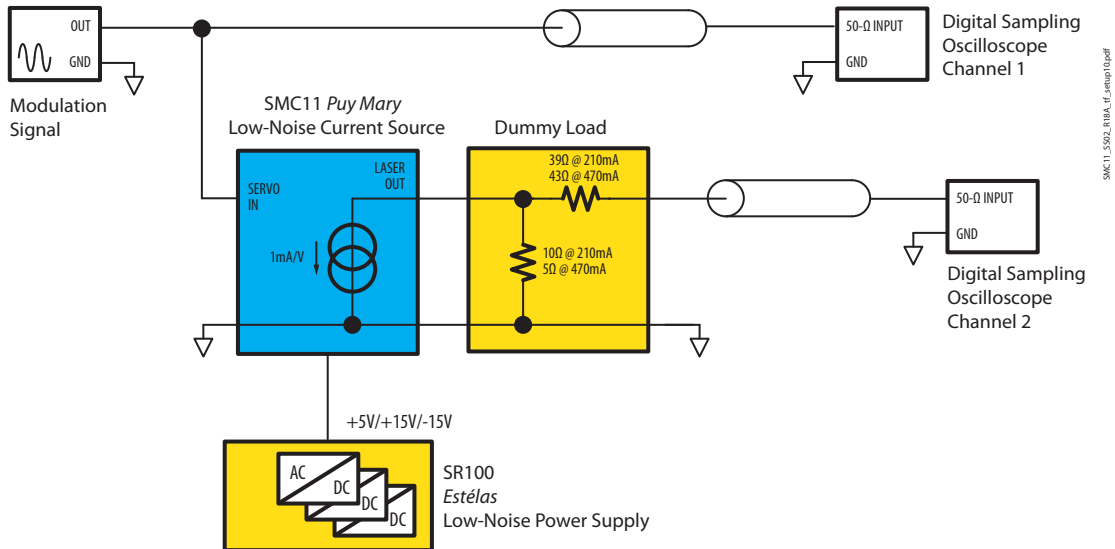 OUT
GND
Modulation
Signal
50-Ω INPUT
GND
Digital Sampling
Oscilloscope
Channel 1
SMC11_SS02_R18A_tf_setup10.pdf
SMC11 Puy Mary
Low-Noise Current Source
SERVO
IN
LASER
OUT
1mA/V
Dummy Load
39Ω @ 210mA
43Ω @ 470mA
10Ω @ 210mA
5Ω @ 470mA
50-Ω INPUT
GND
Digital Sampling
Oscilloscope
Channel 2
+5V/+15V/-15V
AC
DC
DC
DC
SR100
Estélas
Low-Noise Power Supply